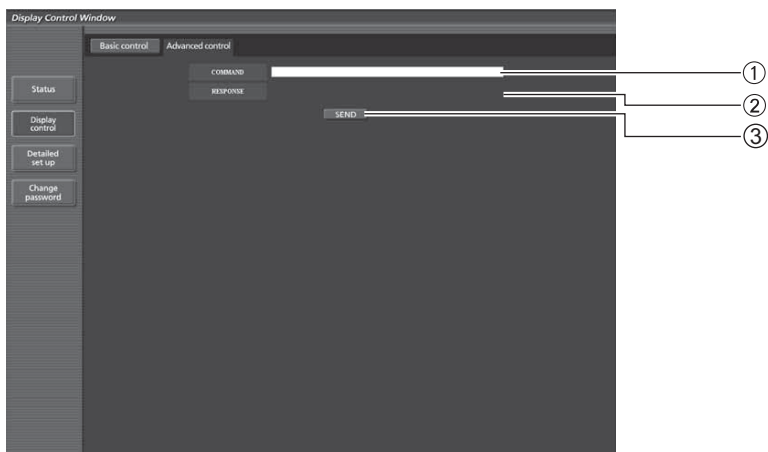 Display Control Window
Basic control Advanced control
COMMAND
①
Status
RESPONSE
②
SEND
③
Display
control
Detailed
set up
Change
password